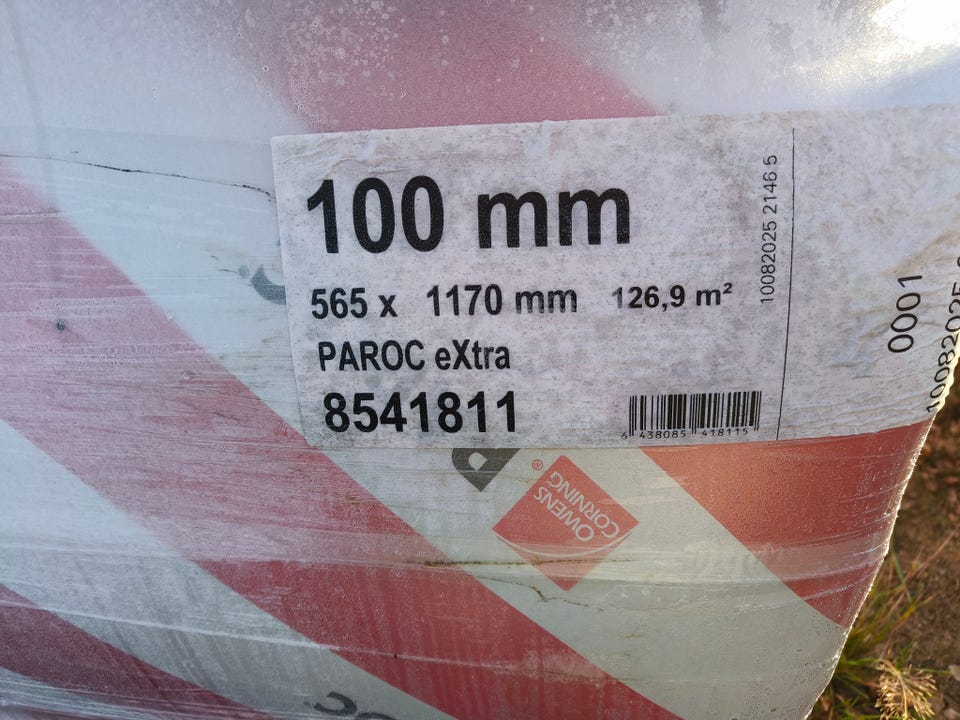 100 mm
565 x 1170 mm 126,9 m²
PAROC eXtra
8541811
6 438085 418115
10082025 2146 5
0001
10082025
OWENS
CORNING
®